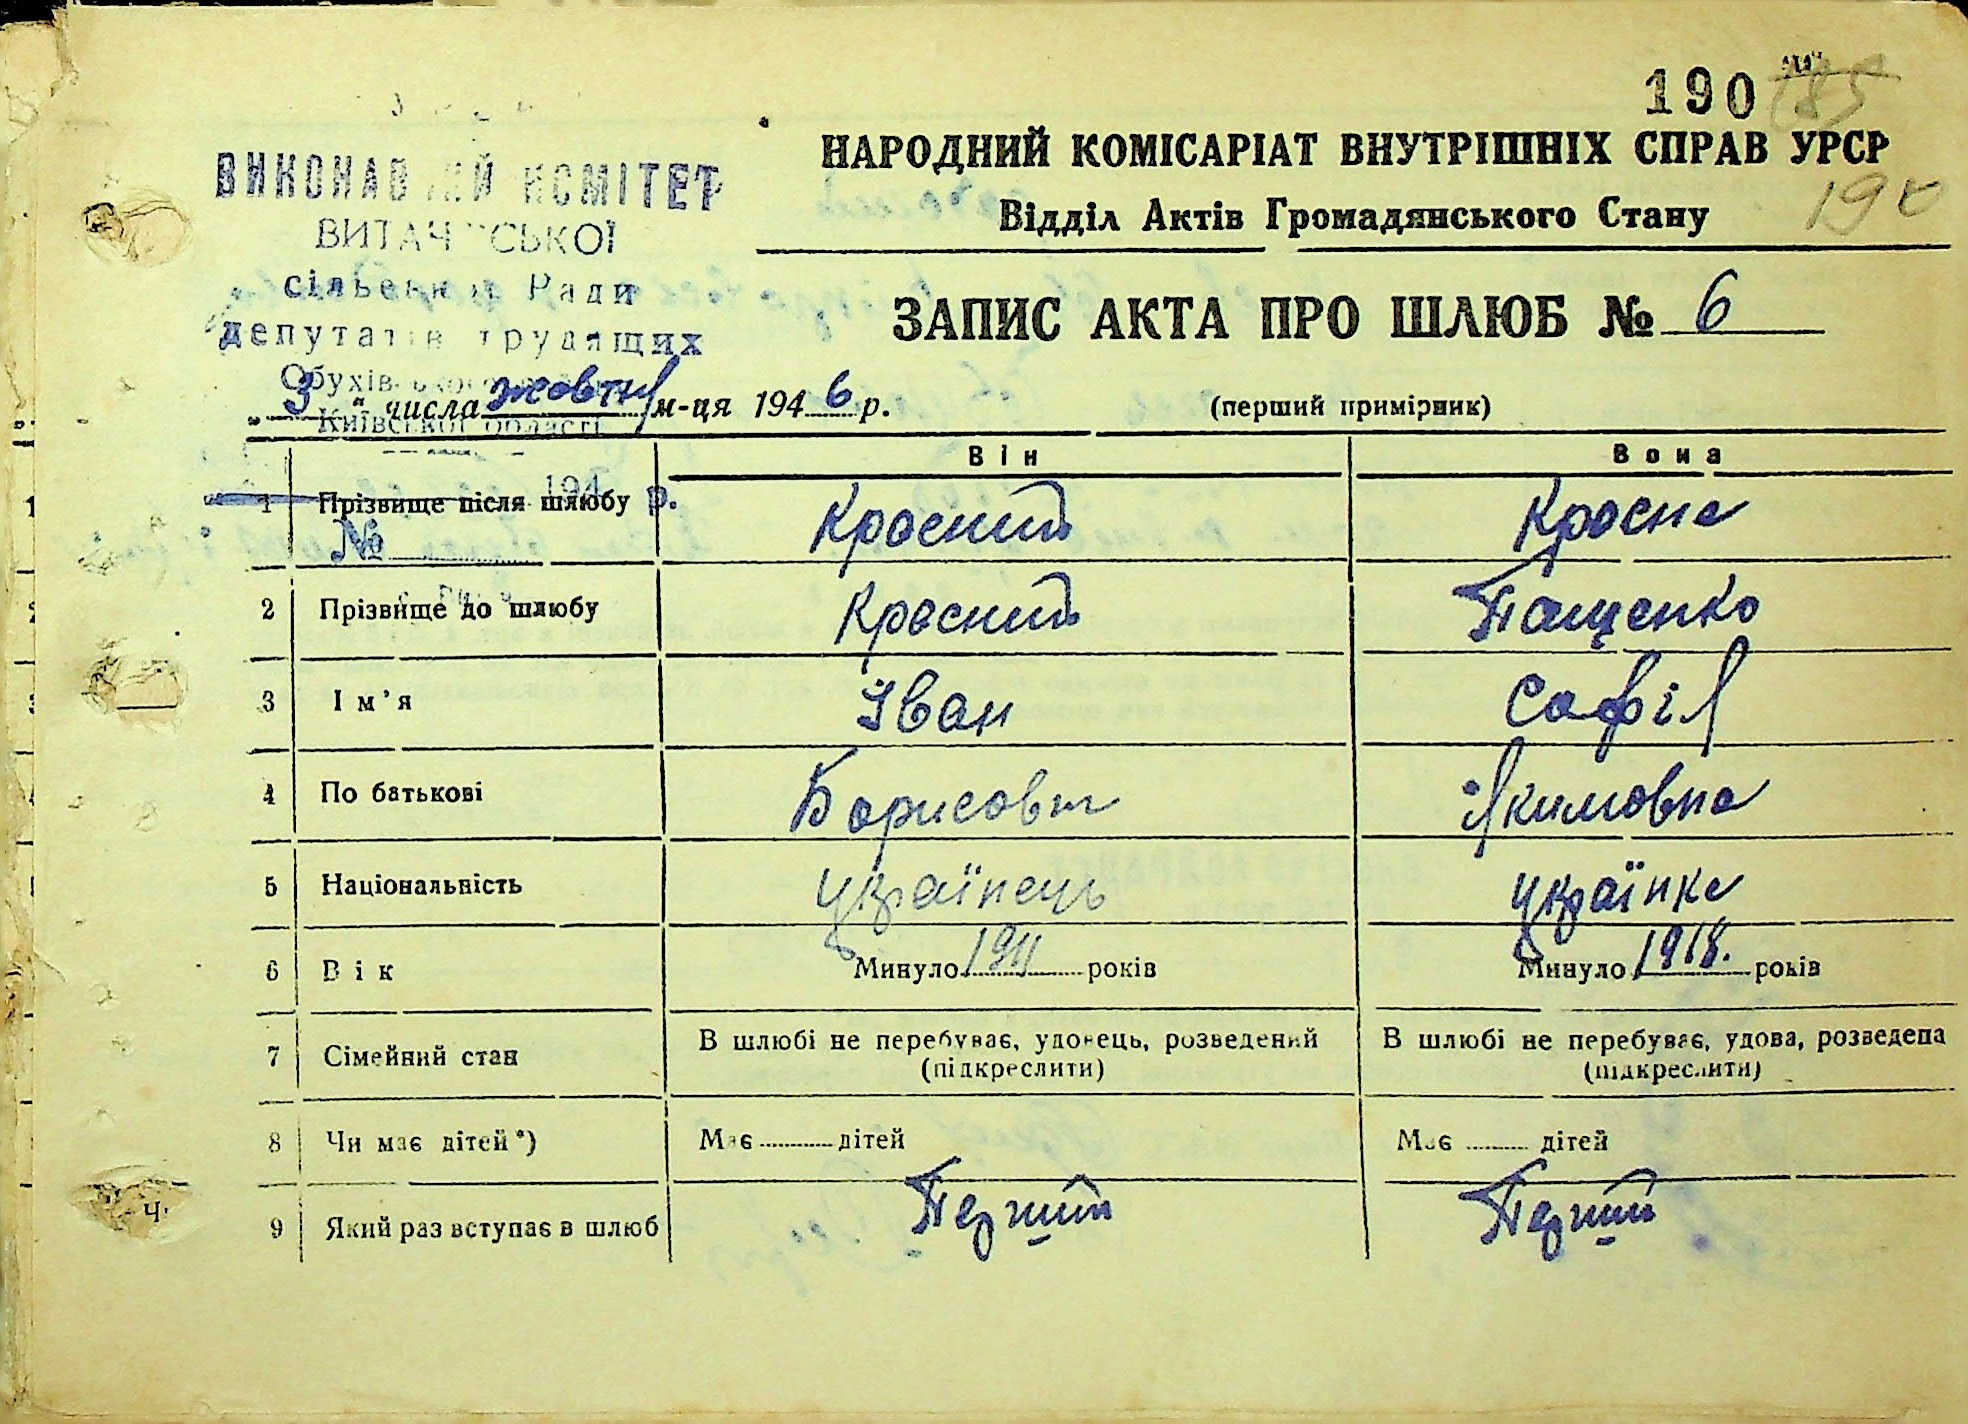 190 185
НАРОДНИЙ КОМІСАРІАТ ВНУТРІШНІХ СПРАВ УРСР
190
Відділ Актів Громадянського Стану
ВИКОНАВЧИЙ КОМІТЕТ
ВИТАЧІВСЬКОЇ
сільської Ради
депутатів трудящих
Обухівського
Київської області
194 р.
№
ЗАПИС АКТА ПРО ШЛЮБ № 6
„3“ числа жовтня м-ця 1946 р. (перший примірник)
Він Вона
1 Прізвище після шлюбу Красний Красна
2 Прізвище до шлюбу Красний Пащенко
3 Ім'я Іван Софія
4 По батькові Борисович Якимовна
5 Національність українець українка
6 Вік Минуло 1911 років Минуло 1918. років
7 Сімейний стан В шлюбі не перебуває, удовець, розведений (підкреслити) В шлюбі не перебуває, удова, розведена (підкреслити)
8 Чи має дітей*) Має дітей Має дітей
9 Який раз вступає в шлюб Перший Перший